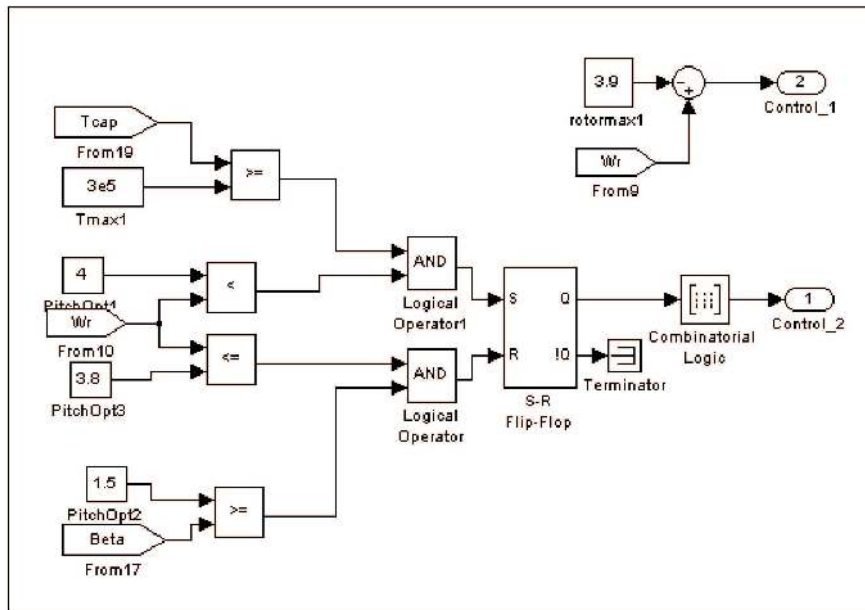 Tcap
From19
3e5
Tmax1
>=
4
PitchOpt1
<
Wr
From10
3.8
PitchOpt3
<=
1.5
PitchOpt2
Beta
From17
>=
AND
Logical
Operator1
AND
Logical
Operator
S
Q
R
!Q
S-R
Flip-Flop
Terminator
Combinatorial
Logic
1
Control_2
3.9
rotormax1
-
+
Wr
From9
2
Control_1